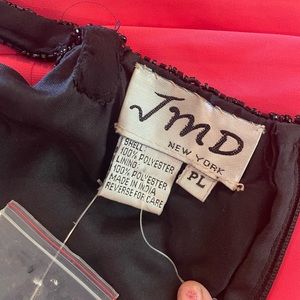 JMD
NEW YORK
PL
SHELL:
100% POLYESTER
LINING:
100% POLYESTER
MADE IN INDIA
REVERSE FOR CARE